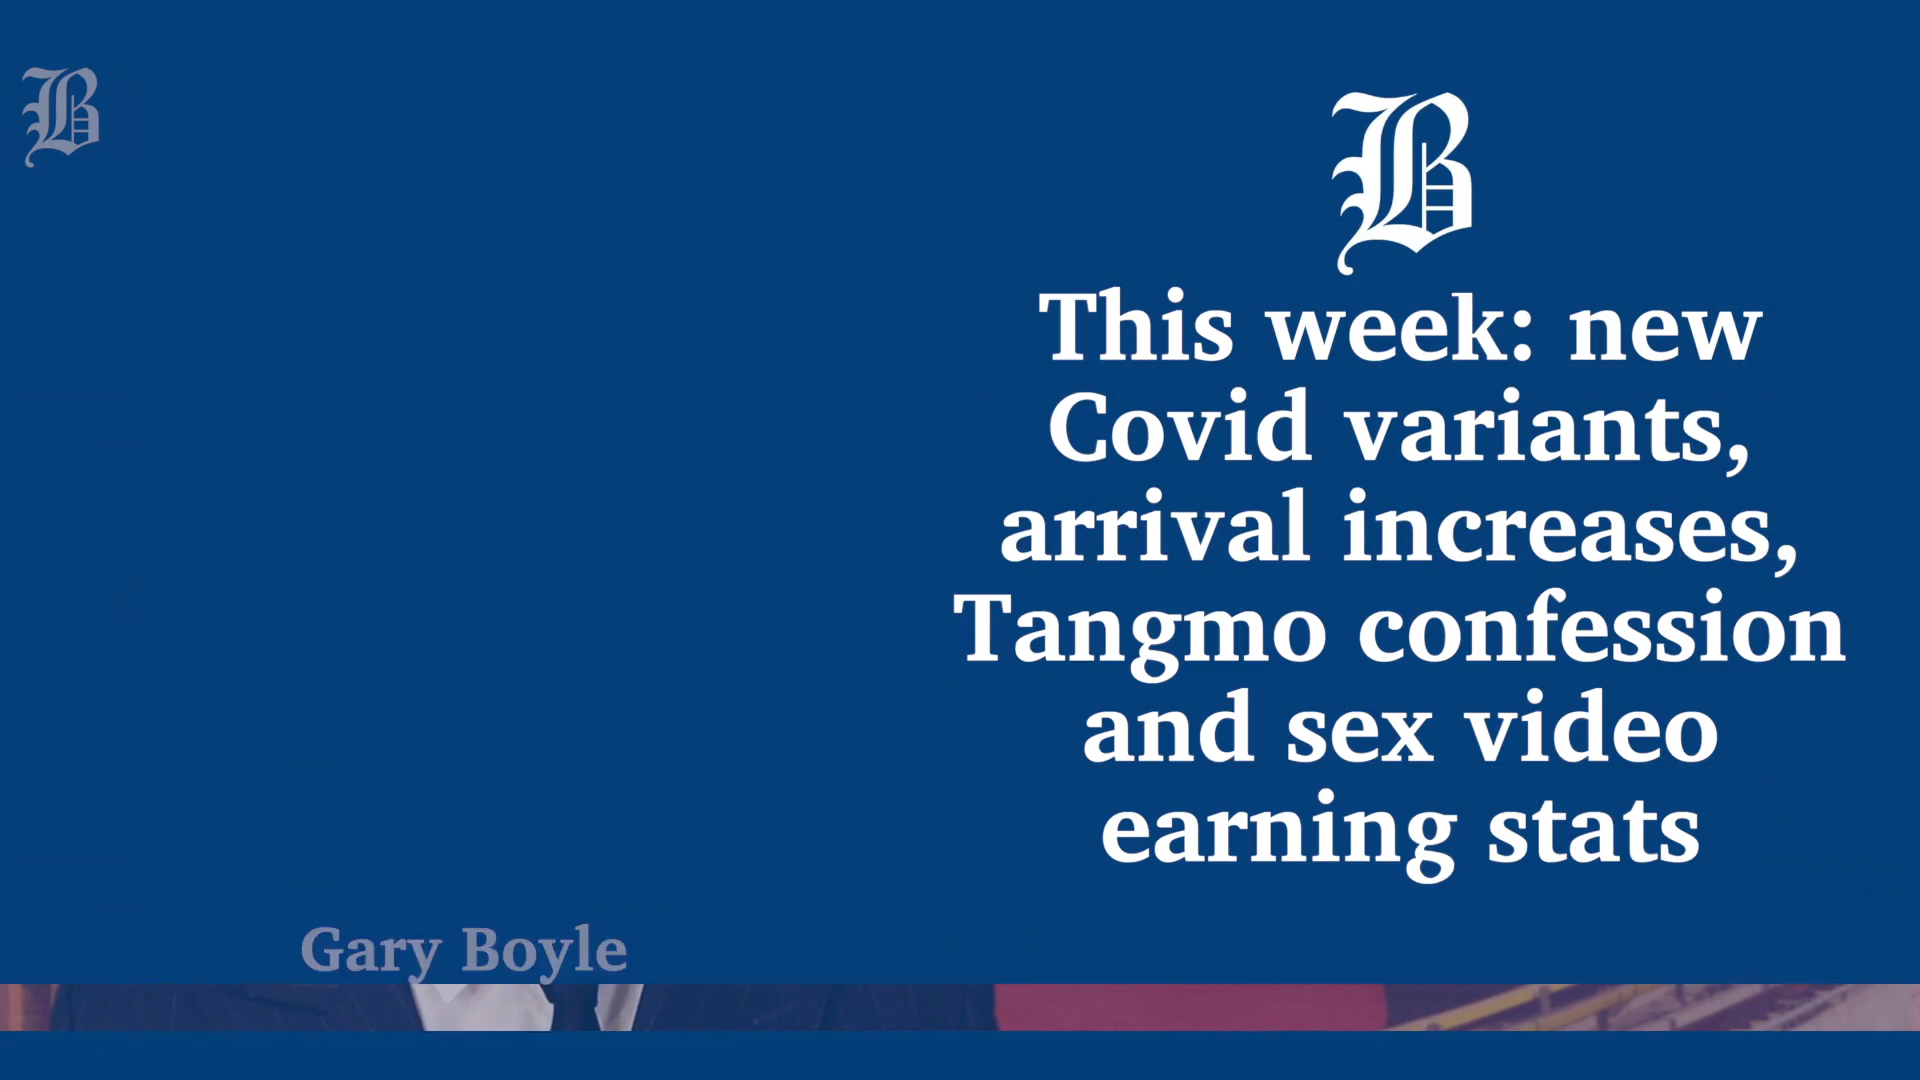 B
B
This week: new
Covid variants,
arrival increases,
Tangmo confession
and sex video
earning stats
Gary Boyle